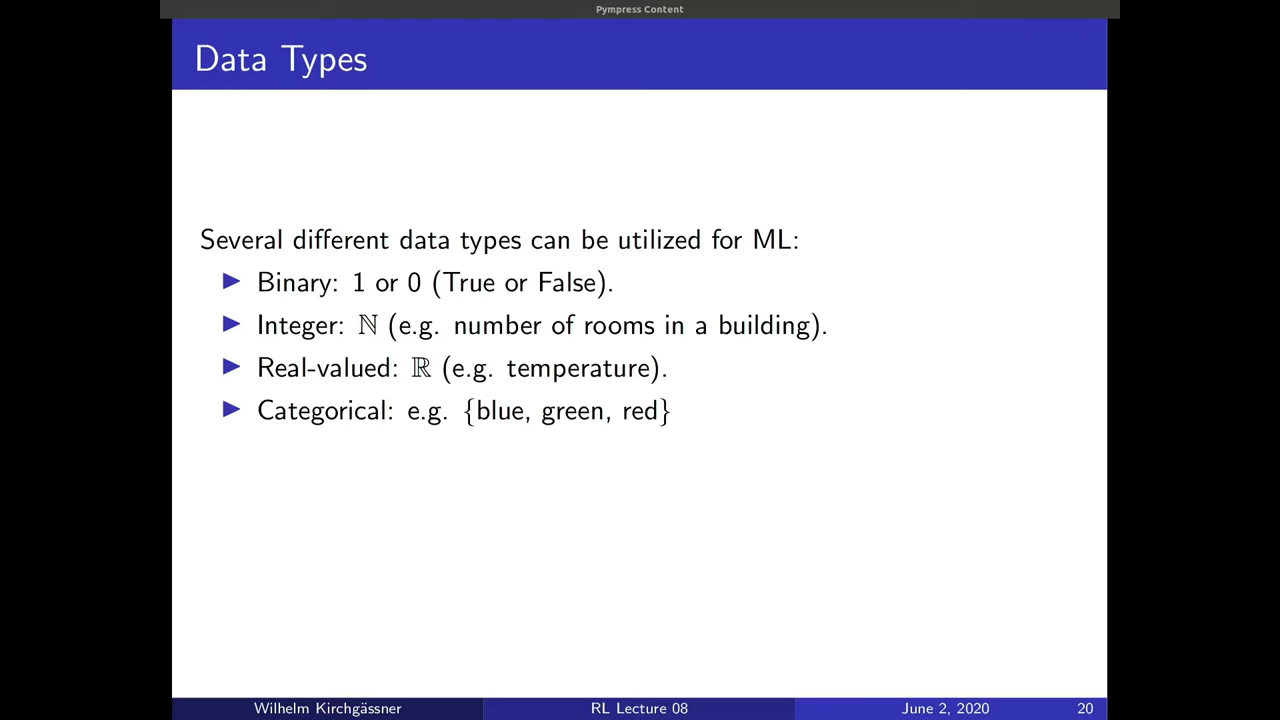 Pympress Content
Data Types
Several different data types can be utilized for ML:
▶ Binary: 1 or 0 (True or False).
▶ Integer: ℕ (e.g. number of rooms in a building).
▶ Real-valued: ℝ (e.g. temperature).
▶ Categorical: e.g. {blue, green, red}
Wilhelm Kirchgässner RL Lecture 08 June 2, 2020 20